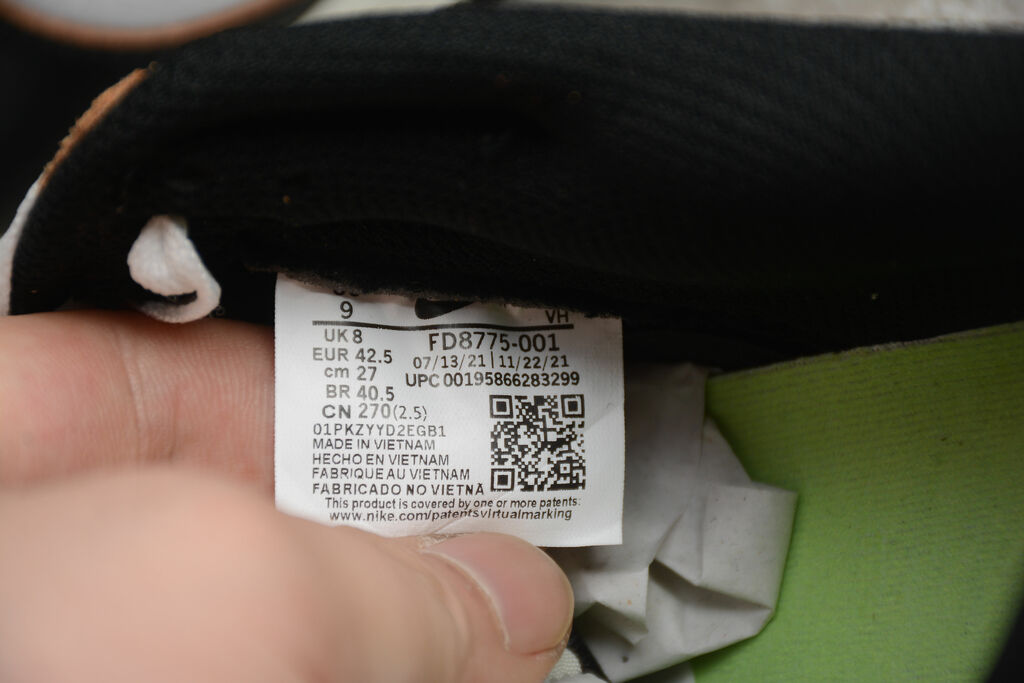 9 VH
UK 8
EUR 42.5
cm 27
BR 40.5
CN 270(2.5)
FD8775-001
07/13/21|11/22/21
UPC 00195866283299
01PKZYYD2EGB1
MADE IN VIETNAM
HECHO EN VIETNAM
FABRIQUE AU VIETNAM
FABRICADO NO VIETNÃ
This product is covered by one or more patents:
www.nike.com/patentsvirtualmarking